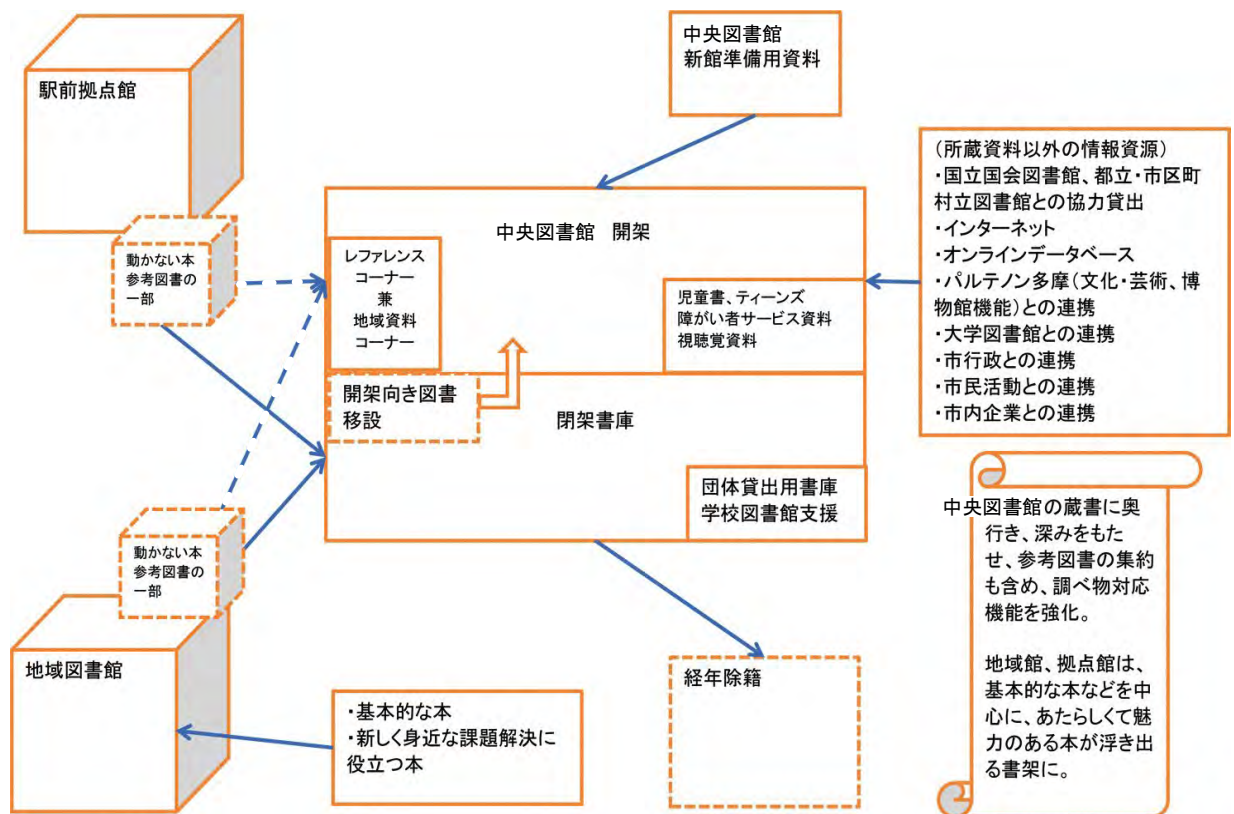 駅前拠点館
動かない本
参考図書の
一部
中央図書館
新館準備用資料
(所蔵資料以外の情報資源)
・国立国会図書館、都立・市区町
村立図書館との協力貸出
・インターネット
・オンラインデータベース
・パルテノン多摩(文化・芸術、博
物館機能)との連携
・大学図書館との連携
・市行政との連携
・市民活動との連携
・市内企業との連携
中央図書館 開架
レファレンス
コーナー
兼
地域資料
コーナー
児童書、ティーンズ
障がい者サービス資料
視聴覚資料
開架向き図書
移設
閉架書庫
団体貸出用書庫
学校図書館支援
動かない本
参考図書の
一部
地域図書館
・基本的な本
・新しく身近な課題解決に
役立つ本
経年除籍
中央図書館の蔵書に奥
行き、深みをもた
せ、参考図書の集約
も含め、調べ物対応
機能を強化。
地域館、拠点館は、
基本的な本などを中
心に、あたらしくて魅
力のある本が浮き出
る書架に。